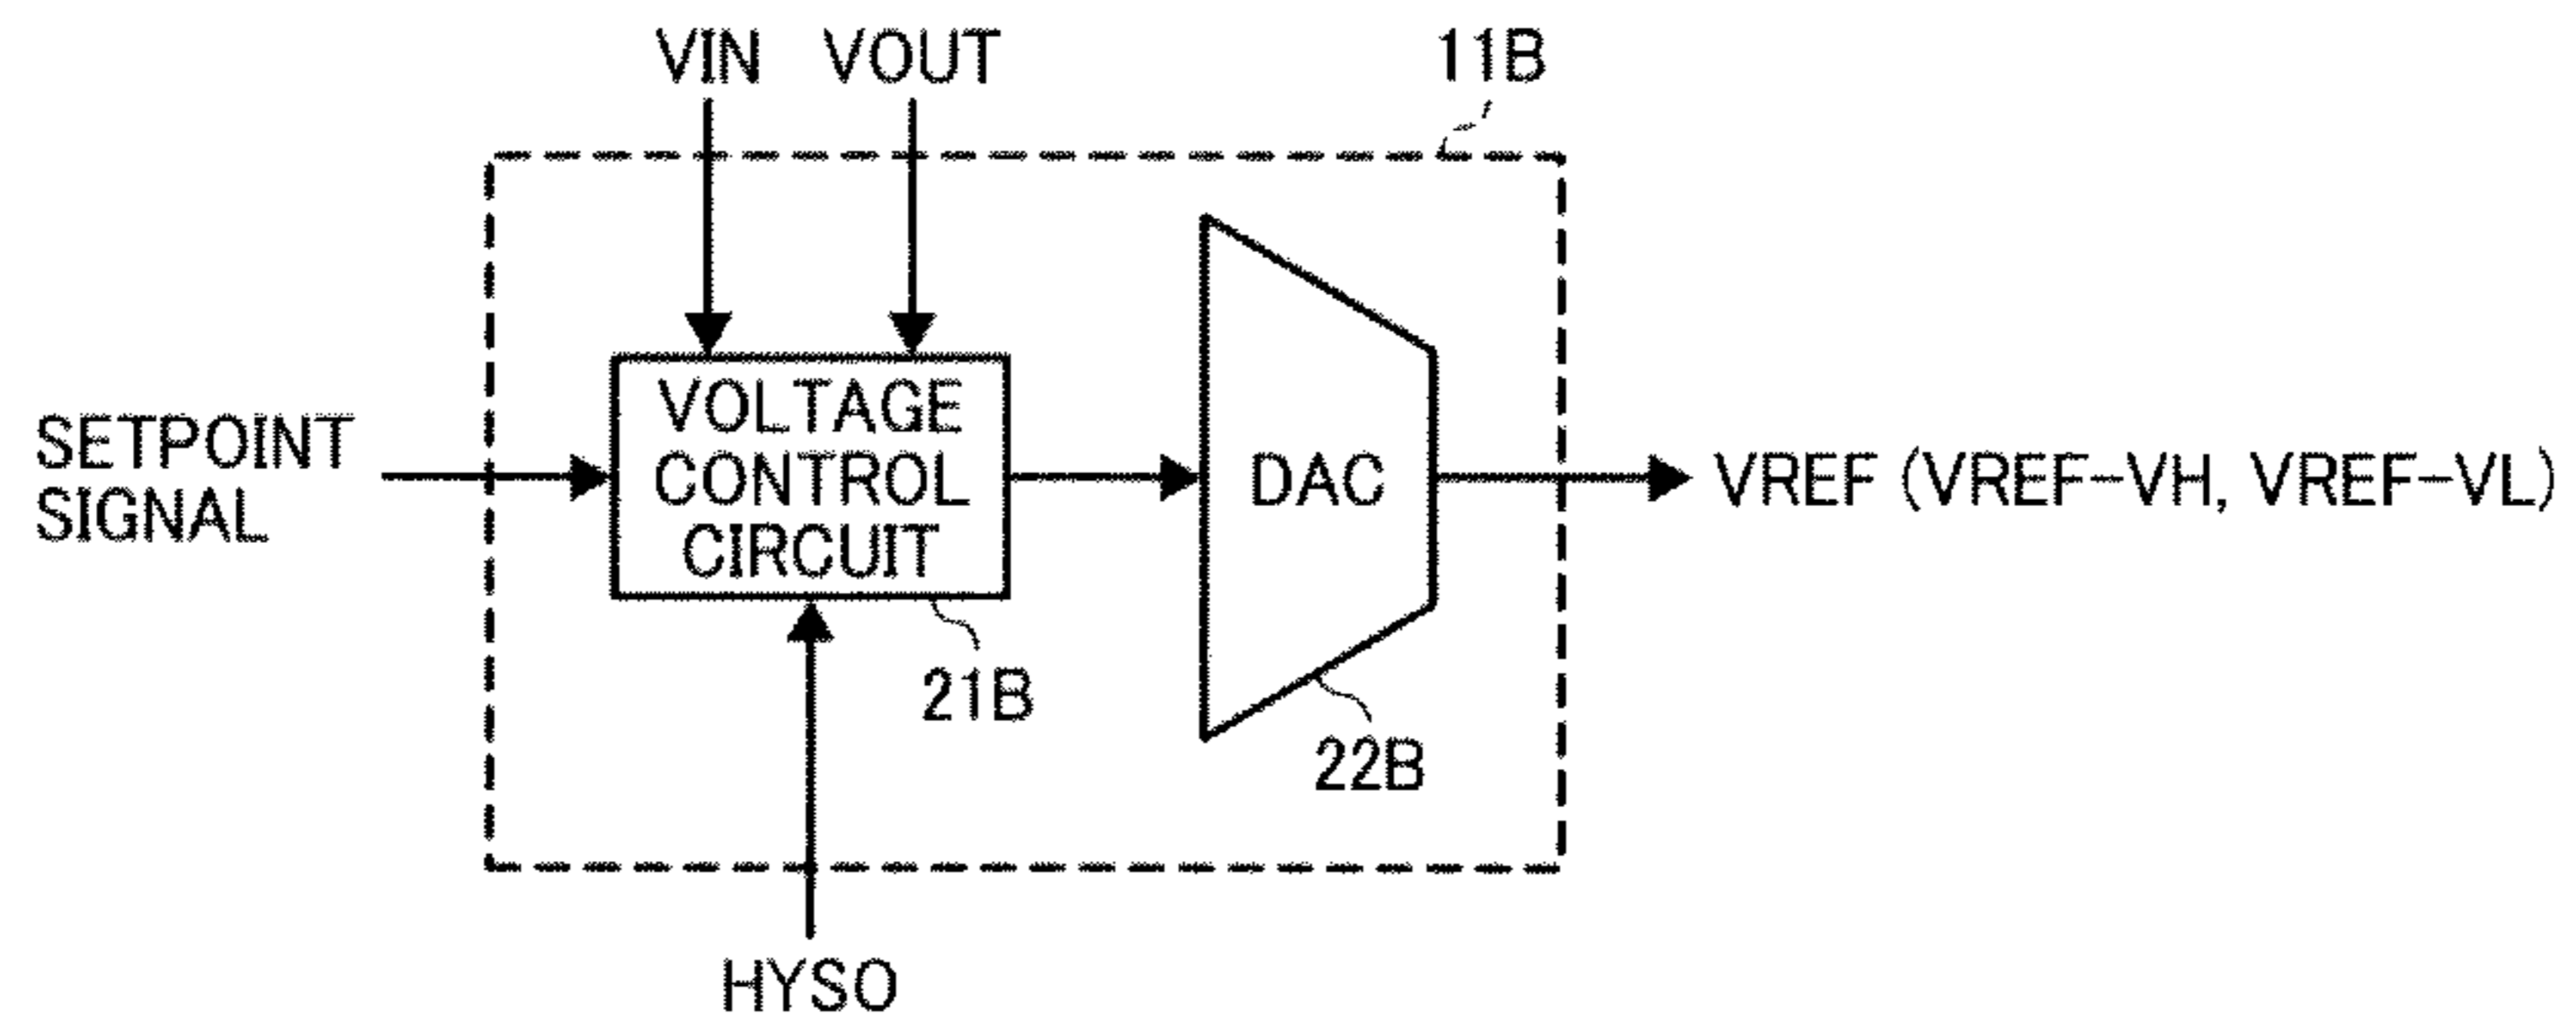 VIN VOUT 11B
SETPOINT
SIGNAL
VOLTAGE
CONTROL
CIRCUIT
DAC
VREF (VREF-VH, VREF-VL)
21B
22B
HYSO